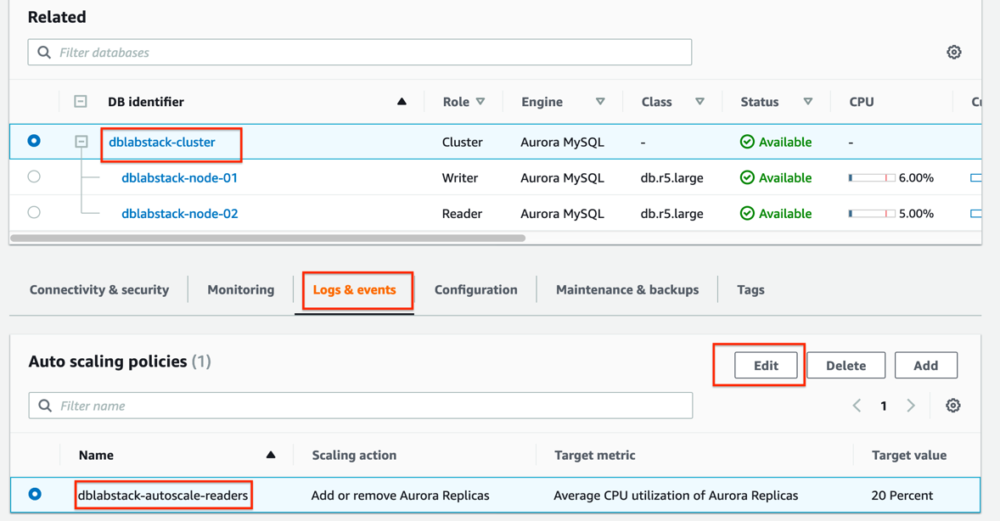 Related
Filter databases
DB identifier Role Engine Class Status CPU
dblabstack-cluster Cluster Aurora MySQL - Available -
dblabstack-node-01 Writer Aurora MySQL db.r5.large Available 6.00%
dblabstack-node-02 Reader Aurora MySQL db.r5.large Available 5.00%
Connectivity & security Monitoring Logs & events Configuration Maintenance & backups Tags
Auto scaling policies (1) Edit Delete Add
Filter name 1
Name Scaling action Target metric Target value
dblabstack-autoscale-readers Add or remove Aurora Replicas Average CPU utilization of Aurora Replicas 20 Percent